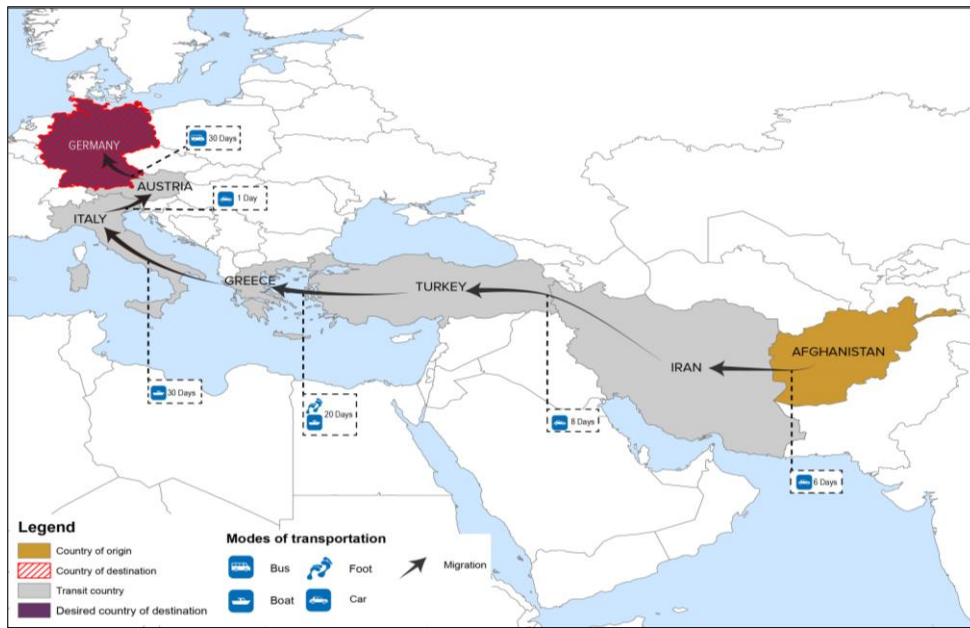 GERMANY
30 Days
AUSTRIA
1 Day
ITALY
GREECE
TURKEY
IRAN
AFGHANISTAN
30 Days
20 Days
8 Days
6 Days
Legend
Country of origin
Country of destination
Transit country
Desired country of destination
Modes of transportation
Bus
Foot
Boat
Car
Migration